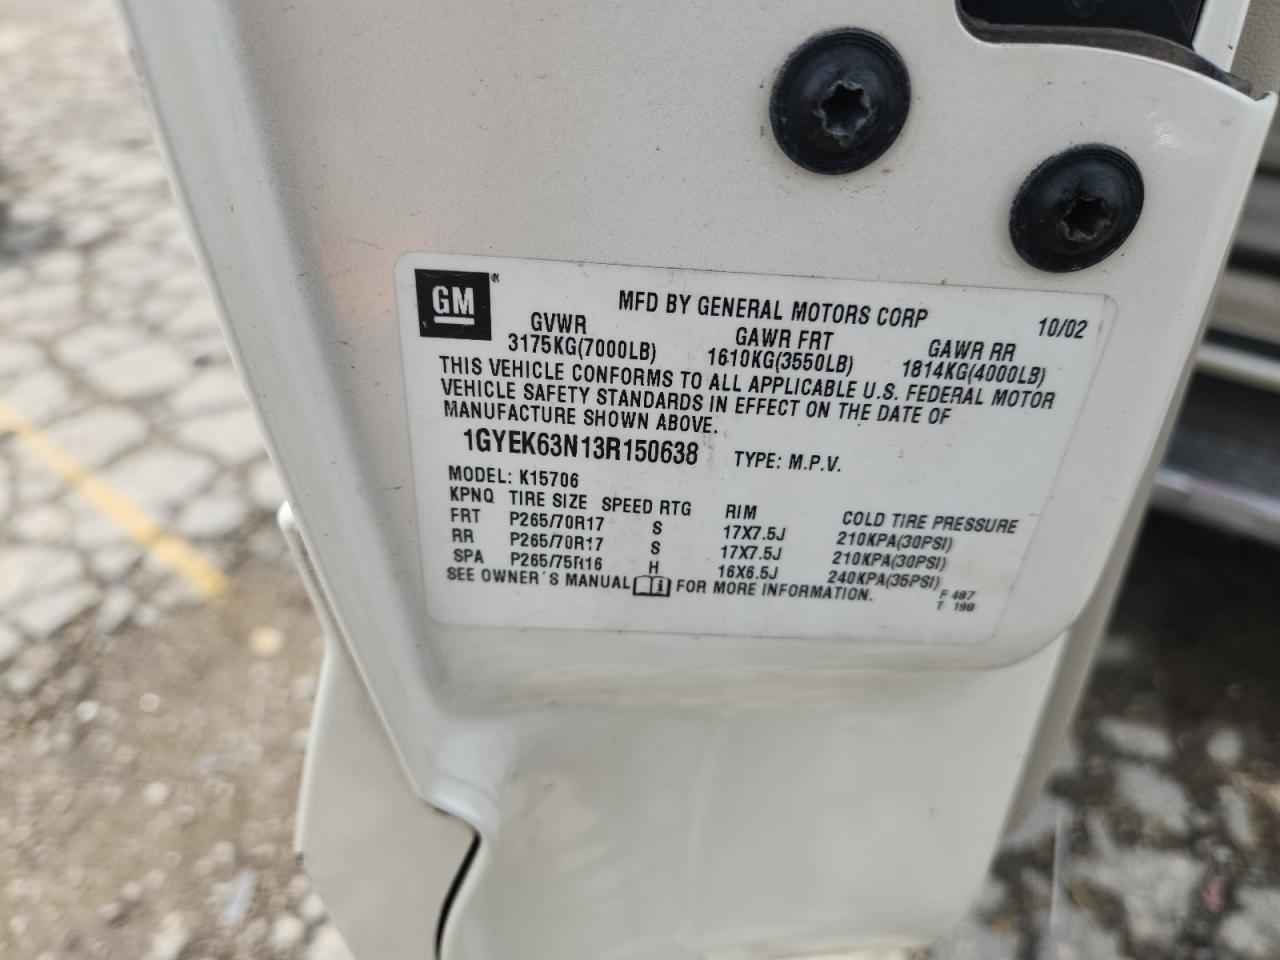 GM® MFD BY GENERAL MOTORS CORP 10/02
GVWR GAWR FRT GAWR RR
3175KG(7000LB) 1610KG(3550LB) 1814KG(4000LB)
THIS VEHICLE CONFORMS TO ALL APPLICABLE U.S. FEDERAL MOTOR
VEHICLE SAFETY STANDARDS IN EFFECT ON THE DATE OF
MANUFACTURE SHOWN ABOVE.
1GYEK63N13R150638 TYPE: M.P.V.
MODEL: K15706
KPNQ TIRE SIZE SPEED RTG RIM COLD TIRE PRESSURE
FRT P265/70R17 S 17X7.5J 210KPA(30PSI)
RR P265/70R17 S 17X7.5J 210KPA(30PSI)
SPA P265/75R16 H 16X6.5J 240KPA(35PSI)
SEE OWNER'S MANUAL FOR MORE INFORMATION.
F 487
T 190